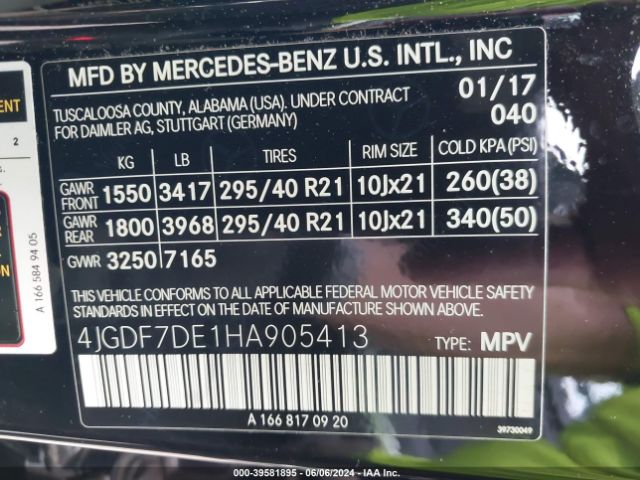 MFD BY MERCEDES-BENZ U.S. INTL., INC
TUSCALOOSA COUNTY, ALABAMA (USA). UNDER CONTRACT 01/17
FOR DAIMLER AG, STUTTGART (GERMANY) 040
KG LB TIRES RIM SIZE COLD KPA (PSI)
GAWR FRONT 1550 3417 295/40 R21 10Jx21 260(38)
GAWR REAR 1800 3968 295/40 R21 10Jx21 340(50)
GVWR 3250 7165
THIS VEHICLE CONFORMS TO ALL APPLICABLE FEDERAL MOTOR VEHICLE SAFETY
STANDARDS IN EFFECT ON THE DATE OF MANUFACTURE SHOWN ABOVE.
4JGDF7DE1HA905413 TYPE: MPV
A 166 817 09 20
39730049
2
A 166 584 94 05
000-39581895 - 06/06/2024 - IAA Inc.